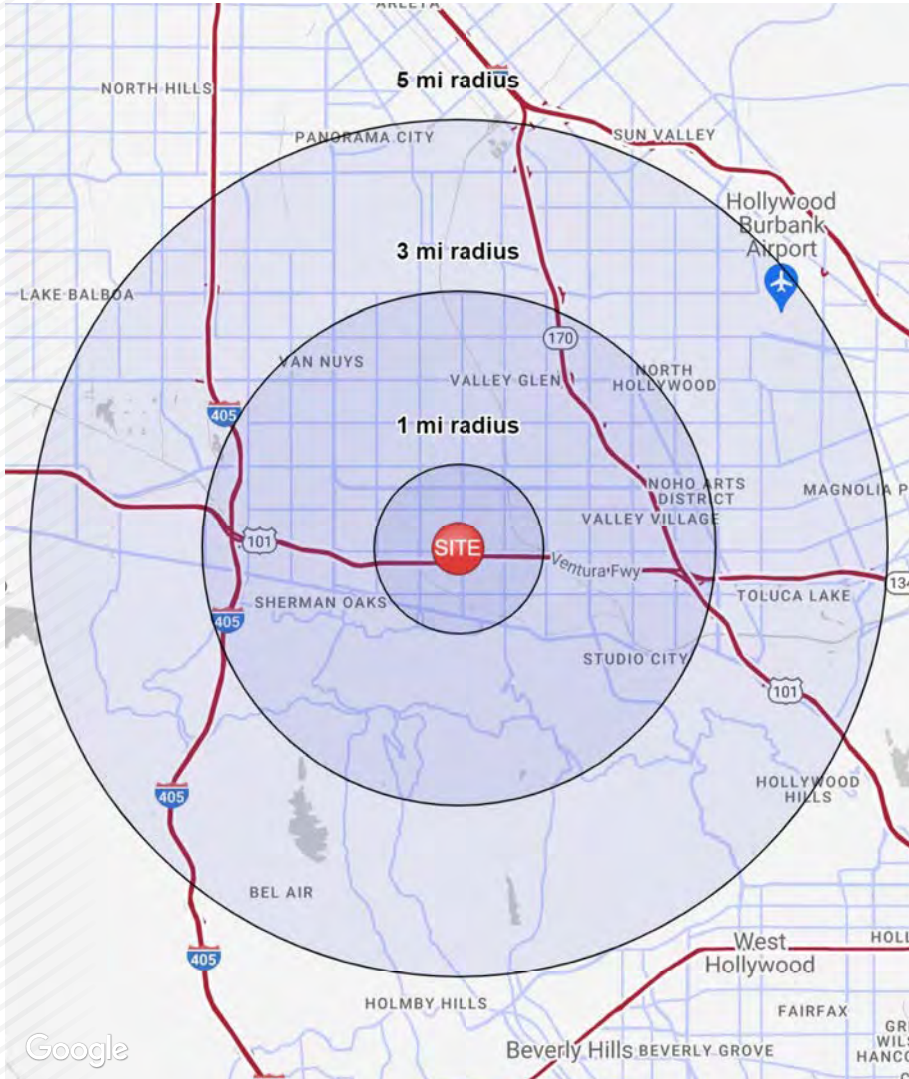 ARLETA
5 mi radius
NORTH HILLS
PANORAMA CITY
SUN VALLEY
Hollywood
Burbank
Airport
3 mi radius
LAKE BALBOA
170
VAN NUYS
VALLEY GLEN
NORTH
HOLLYWOOD
405
1 mi radius
NOHO ARTS
DISTRICT
MAGNOLIA P
VALLEY VILLAGE
101
SITE
Ventura Fwy
134
SHERMAN OAKS
TOLUCA LAKE
405
STUDIO CITY
101
HOLLYWOOD
HILLS
405
BEL AIR
West
Hollywood
HOLL
405
HOLMBY HILLS
FAIRFAX
Google
Beverly Hills
BEVERLY GROVE
GR
WILS
HANCO